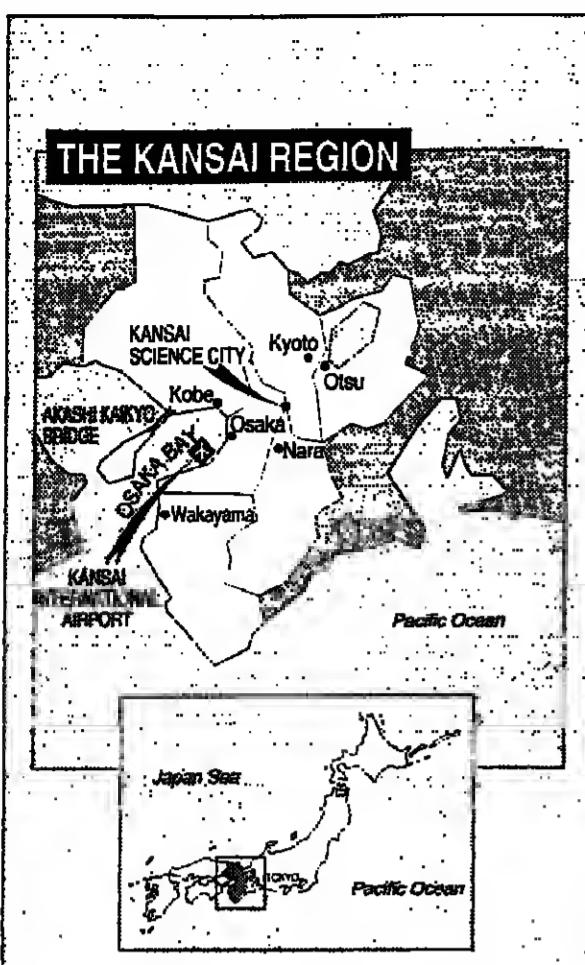 THE KANSAI REGION
KANSAI
SCIENCE CITY
Kyoto
Otsu
Kobe
AKASHI KAIKYO
BRIDGE
Osaka
OSAKA BAY
Nara
Wakayama
KANSAI
INTERNATIONAL
AIRPORT
Pacific Ocean
Japan Sea
TOKYO
Pacific Ocean